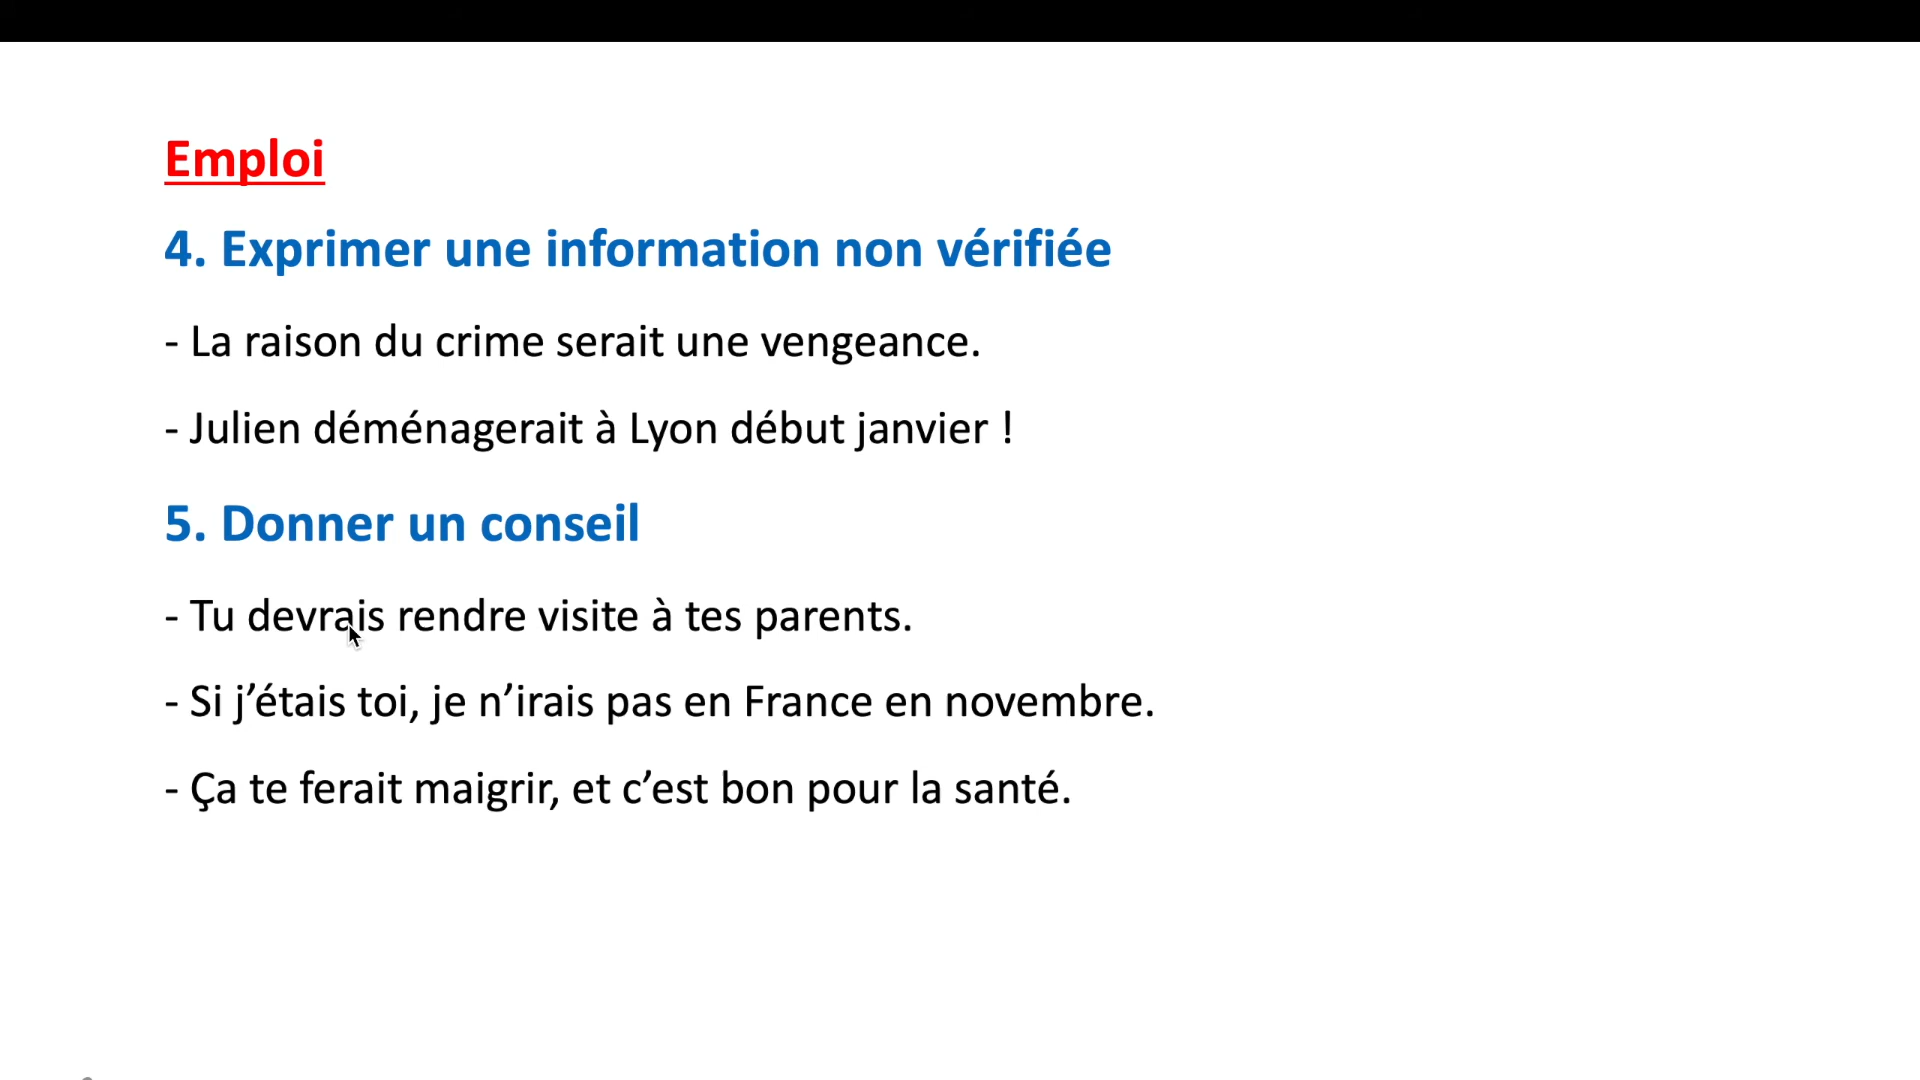 Emploi
4. Exprimer une information non vérifiée
- La raison du crime serait une vengeance.
- Julien déménagerait à Lyon début janvier !
5. Donner un conseil
- Tu devrais rendre visite à tes parents.
- Si j’étais toi, je n’irais pas en France en novembre.
- Ça te ferait maigrir, et c’est bon pour la santé.